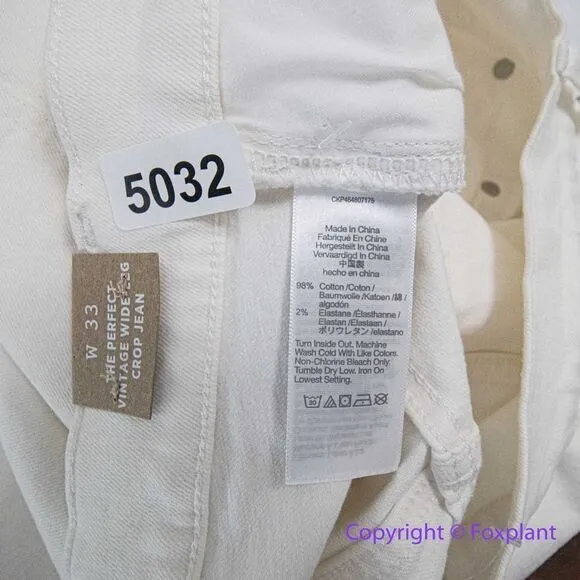 5032
W 33
THE PERFECT
VINTAGE WIDE LEG
CROP JEAN
CKP464807175
Made In China
Fabriqué En Chine
Hergestellt In China
Vervaardigd In China
中国製
hecho en china
98% Cotton /Coton/
Baumwolle /Katoen /綿 /
algodón
2% Elastane /Élasthanne/
Elastan /Elastaan /
ポリウレタン /elastano
Turn Inside Out, Machine
Wash Cold With Like Colors.
Non-Chlorine Bleach Only.
Tumble Dry Low. Iron On
Lowest Setting.
30
Copyright © Foxplant